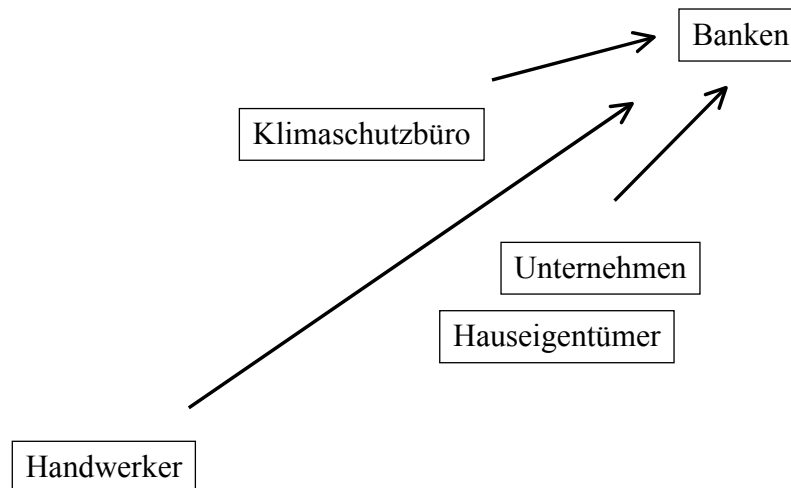 Banken
Klimaschutzbüro
Unternehmen
Hauseigentümer
Handwerker